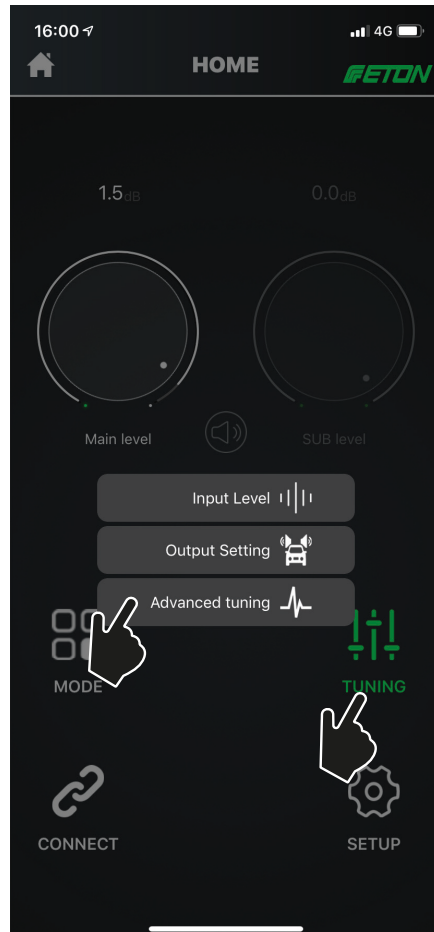 16:00
4G
HOME
ETON
1.5dB
0.0dB
Main level
SUB level
Input Level
Output Setting
Advanced tuning
MODE
TUNING
CONNECT
SETUP